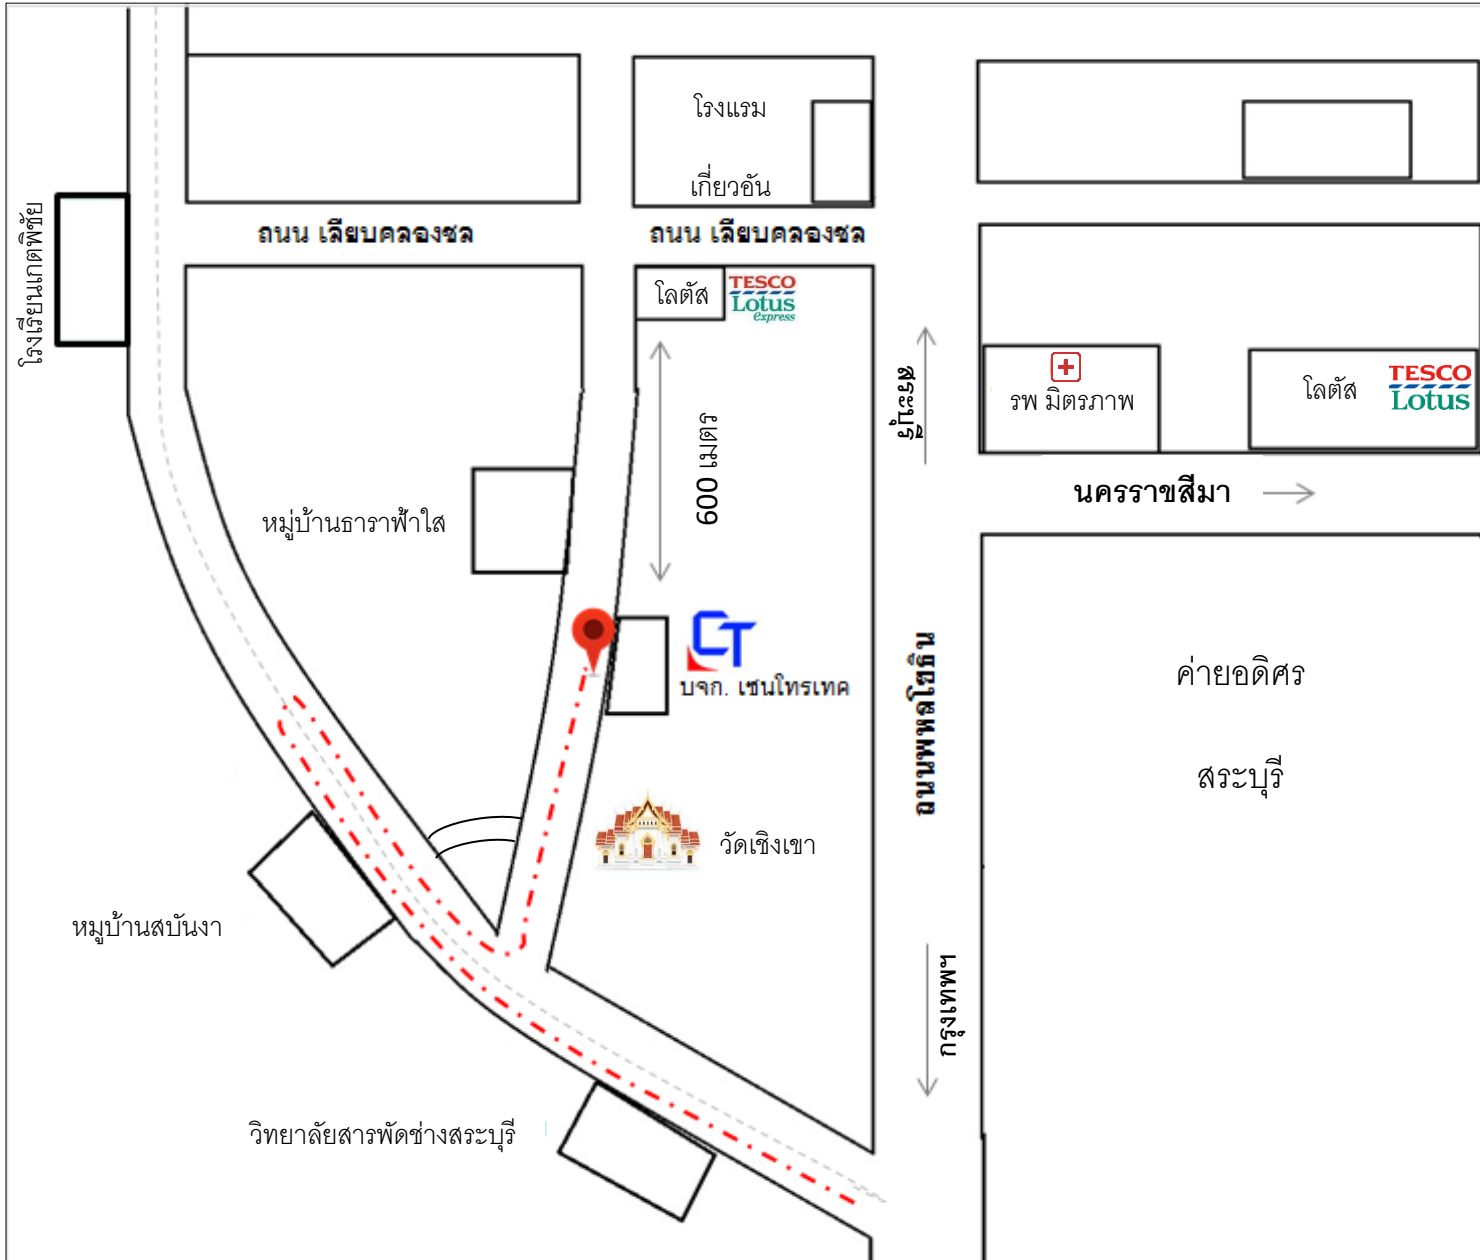 โรงแรม
เกี่ยวอัน
โรงเรียนเกตพิชัย
ถนน เลียบคลองชล
ถนน เลียบคลองชล
โลตัส
TESCO
Lotus
express
สระบุรี
รพ มิตรภาพ
โลตัส
TESCO
Lotus
600 เมตร
นครราชสีมา
หมู่บ้านธาราฟ้าใส
CT
บจก. เซนโทรเทค
ถนนพหลโยธิน
ค่ายอดิศร
สระบุรี
วัดเชิงเขา
หมูบ้านสบันงา
กรุงเทพฯ
วิทยาลัยสารพัดช่างสระบุรี